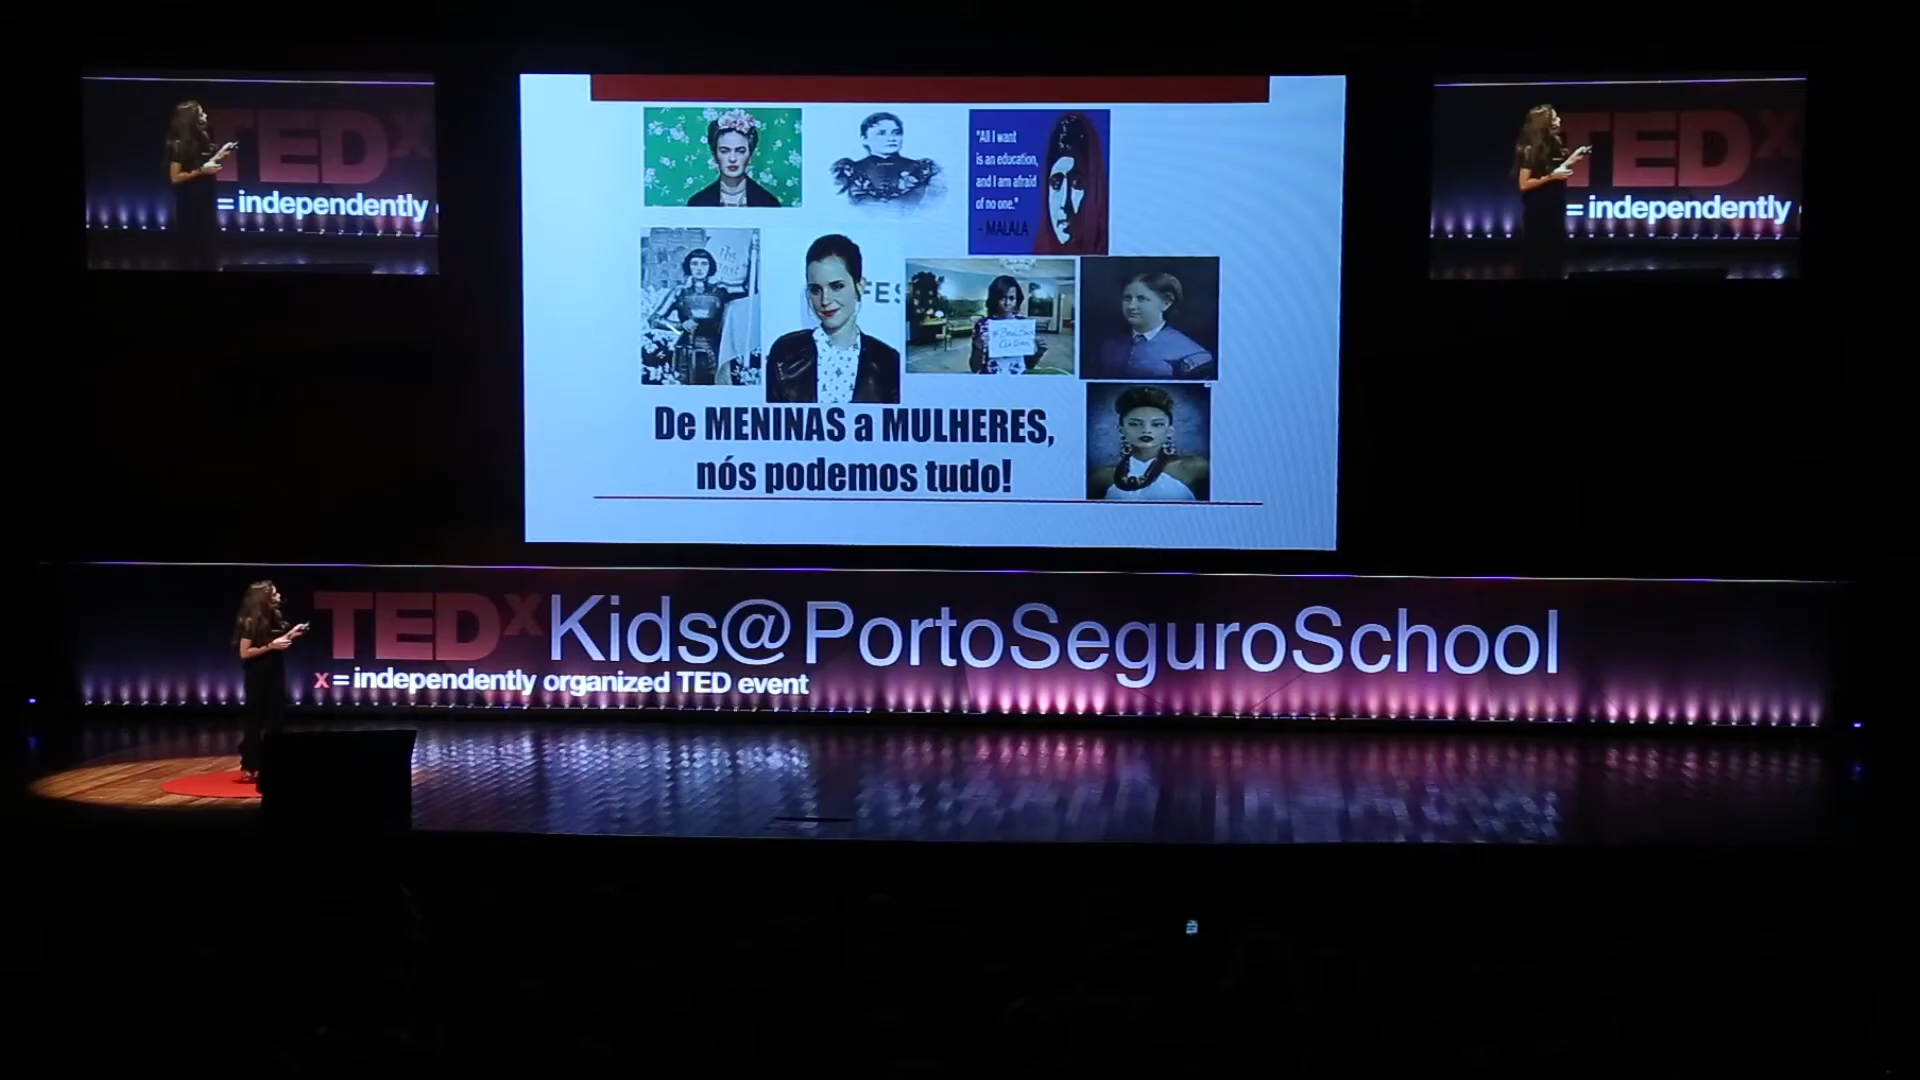 TEDx
= independently
"All I want
is an education,
and I am afraid
of no one."
- MALALA
FES
De MENINAS a MULHERES,
nós podemos tudo!
TEDx
= independently
TEDxKids@PortoSeguroSchool
x = independently organized TED event